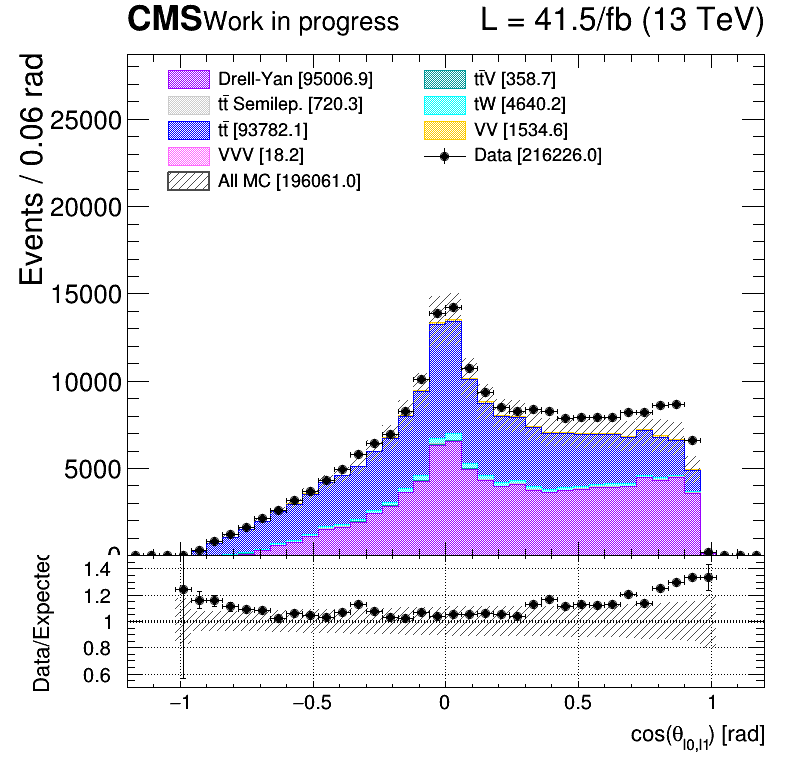 CMS Work in progress L = 41.5/fb (13 TeV)
Drell-Yan [95006.9] tt̄V [358.7]
tt̄ Semilep. [720.3] tW [4640.2]
tt̄ [93782.1] VV [1534.6]
VVV [18.2] Data [216226.0]
All MC [196061.0]
Events / 0.06 rad
25000
20000
15000
10000
5000
0
Data/Expected
1.4
1.2
1
0.8
0.6
−1 −0.5 0 0.5 1
cos(θl0,l1) [rad]